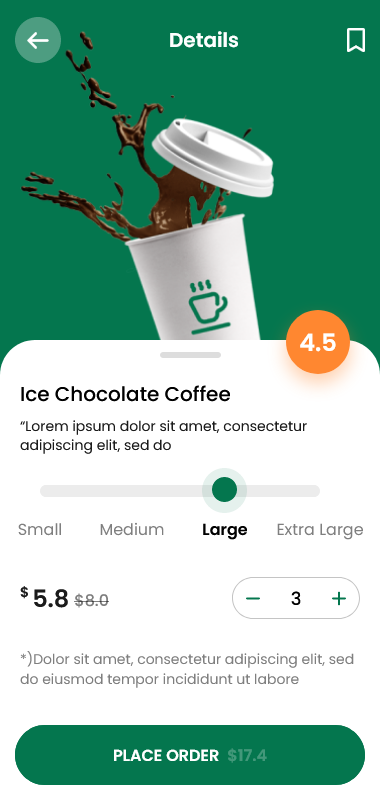 Details
4.5
Ice Chocolate Coffee
“Lorem ipsum dolor sit amet, consectetur
adipiscing elit, sed do
Small Medium Large Extra Large
$ 5.8 $8.0
− 3 +
*)Dolor sit amet, consectetur adipiscing elit, sed
do eiusmod tempor incididunt ut labore
PLACE ORDER $17.4